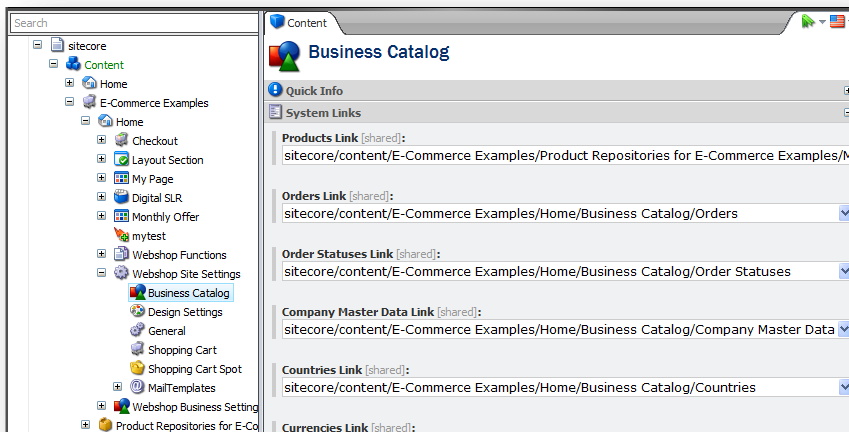 Search
sitecore
Content
Home
E-Commerce Examples
Home
Checkout
Layout Section
My Page
Digital SLR
Monthly Offer
mytest
Webshop Functions
Webshop Site Settings
Business Catalog
Design Settings
General
Shopping Cart
Shopping Cart Spot
MailTemplates
Webshop Business Setting
Product Repositories for E-Co
Content
Business Catalog
Quick Info
System Links
Products Link [shared]:
sitecore/content/E-Commerce Examples/Product Repositories for E-Commerce Examples/M
Orders Link [shared]:
sitecore/content/E-Commerce Examples/Home/Business Catalog/Orders
Order Statuses Link [shared]:
sitecore/content/E-Commerce Examples/Home/Business Catalog/Order Statuses
Company Master Data Link [shared]:
sitecore/content/E-Commerce Examples/Home/Business Catalog/Company Master Data
Countries Link [shared]:
sitecore/content/E-Commerce Examples/Home/Business Catalog/Countries
Currencies Link [shared]: